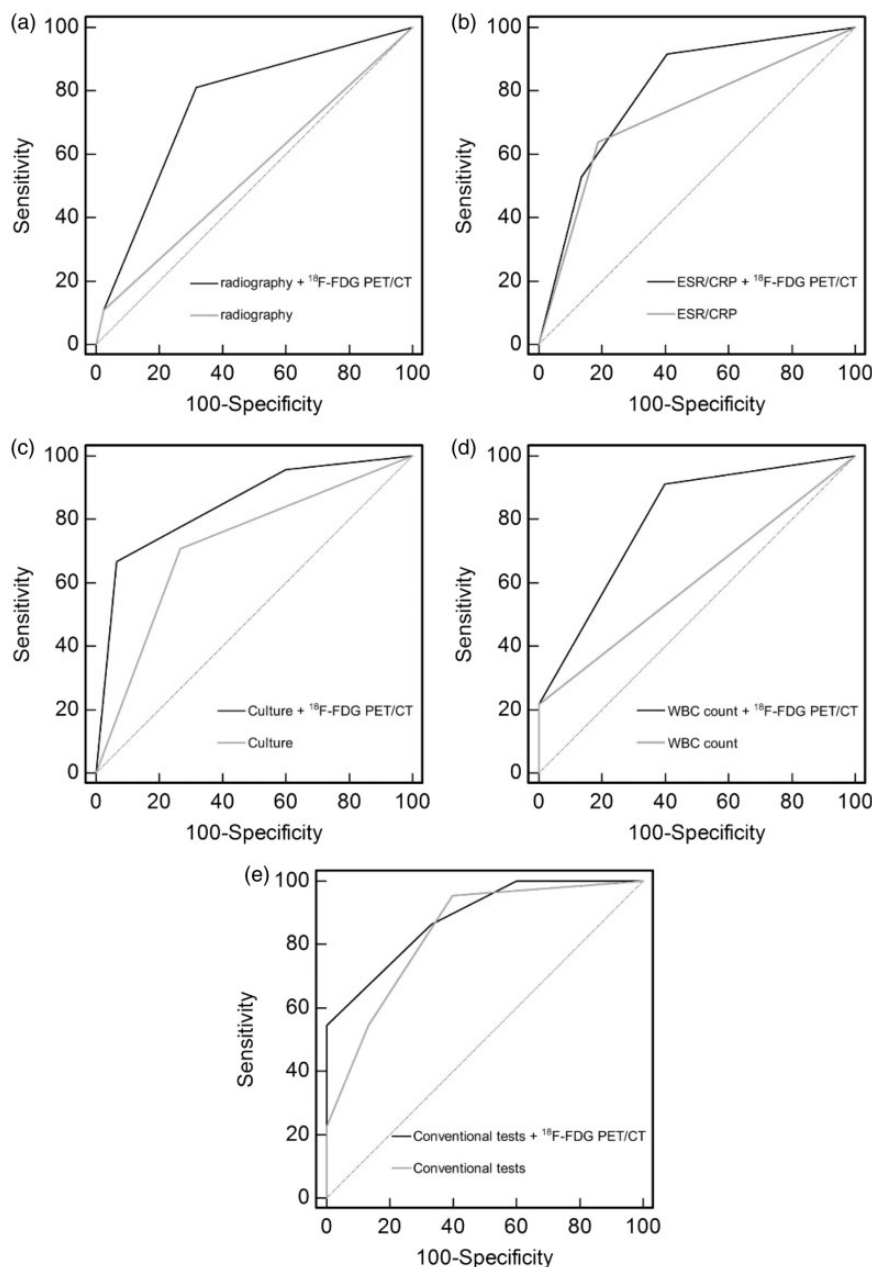 (a)
100
80
60
40
20
0
Sensitivity
radiography + ¹⁸F-FDG PET/CT
radiography
0 20 40 60 80 100
100-Specificity
(b)
100
80
60
40
20
0
Sensitivity
ESR/CRP + ¹⁸F-FDG PET/CT
ESR/CRP
0 20 40 60 80 100
100-Specificity
(c)
100
80
60
40
20
0
Sensitivity
Culture + ¹⁸F-FDG PET/CT
Culture
0 20 40 60 80 100
100-Specificity
(d)
100
80
60
40
20
0
Sensitivity
WBC count + ¹⁸F-FDG PET/CT
WBC count
0 20 40 60 80 100
100-Specificity
(e)
100
80
60
40
20
0
Sensitivity
Conventional tests + ¹⁸F-FDG PET/CT
Conventional tests
0 20 40 60 80 100
100-Specificity